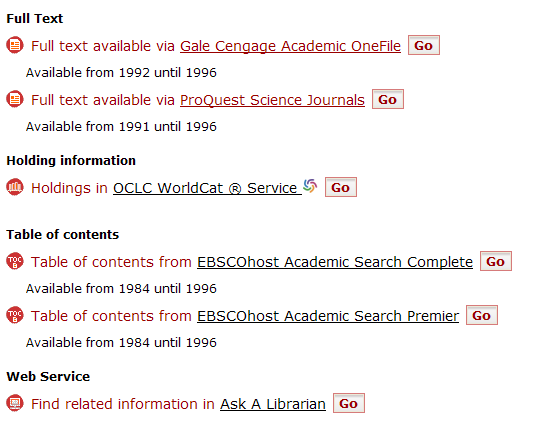 Full Text
Full text available via Gale Cengage Academic OneFile Go
Available from 1992 until 1996
Full text available via ProQuest Science Journals Go
Available from 1991 until 1996
Holding information
Holdings in OCLC WorldCat ® Service Go
Table of contents
TOC B Table of contents from EBSCOhost Academic Search Complete Go
Available from 1984 until 1996
TOC B Table of contents from EBSCOhost Academic Search Premier Go
Available from 1984 until 1996
Web Service
Find related information in Ask A Librarian Go